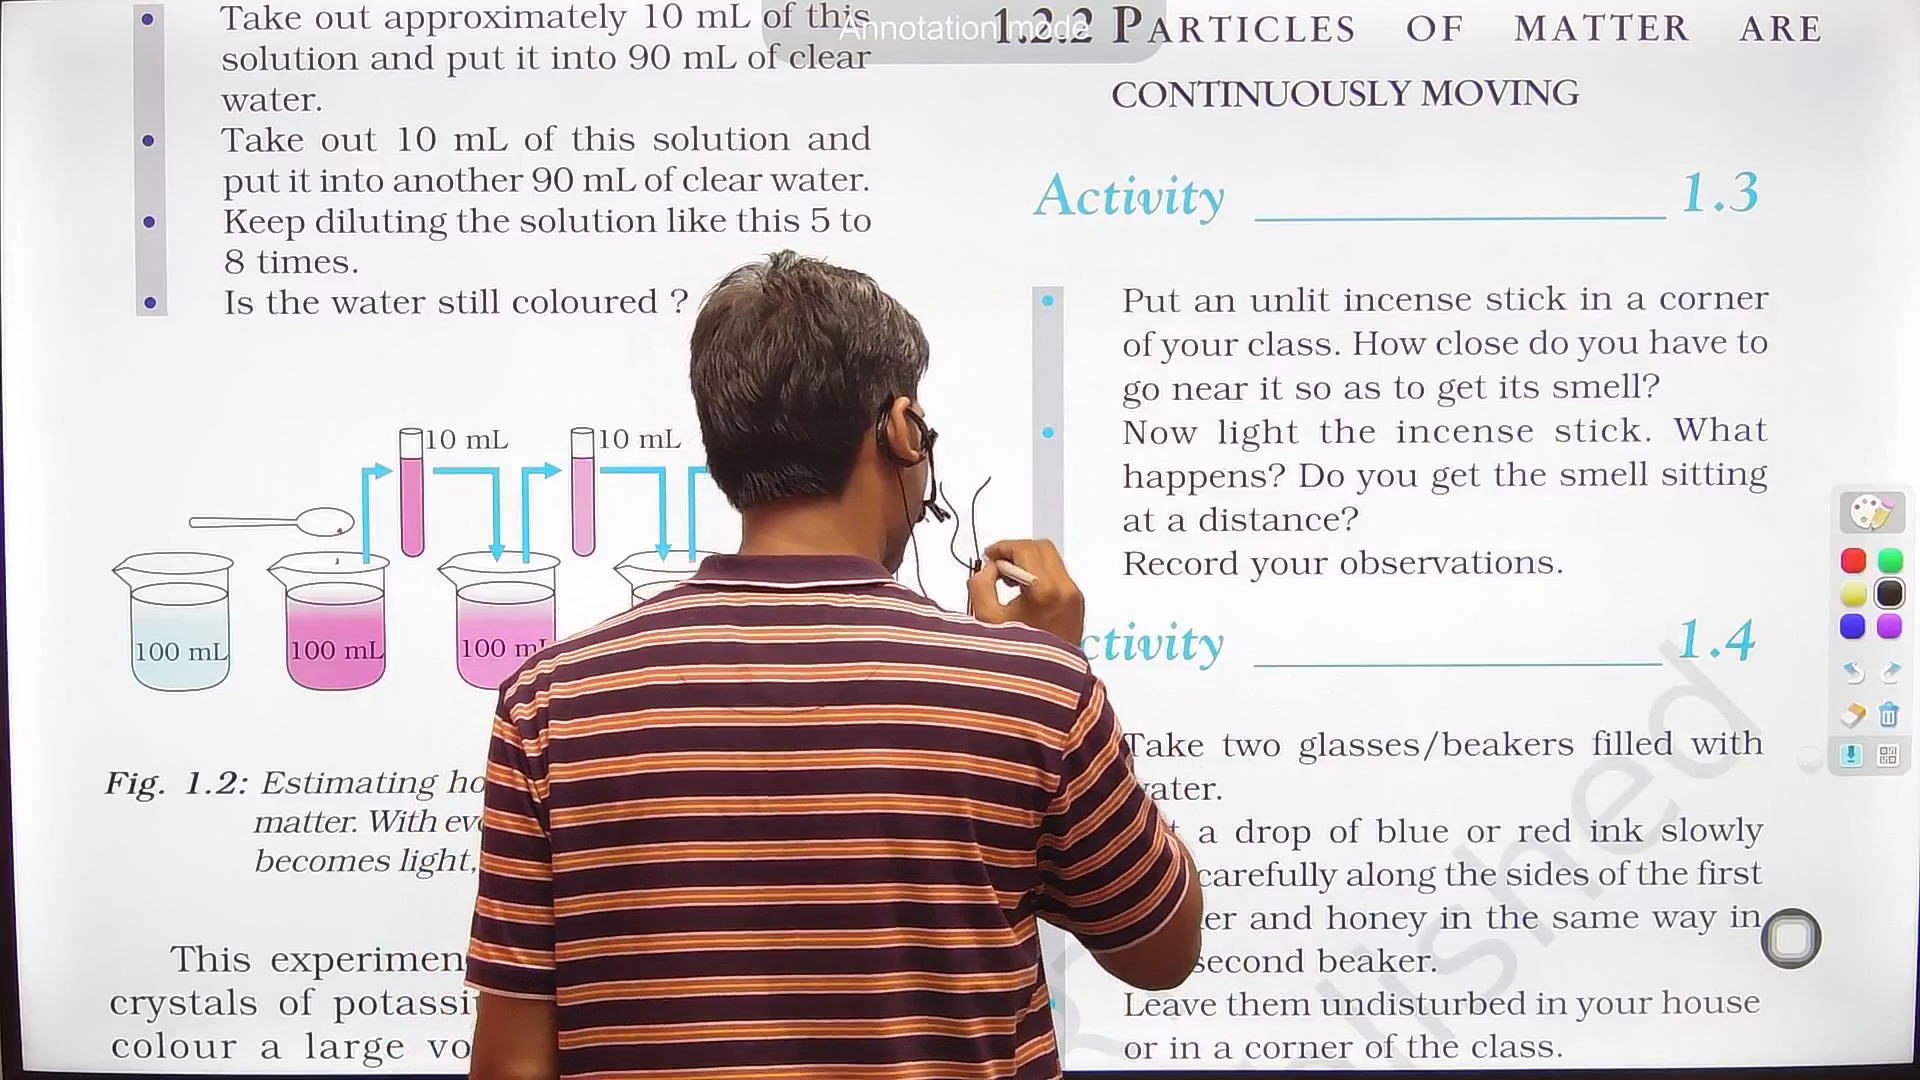 Annotation mode
Take out approximately 10 mL of this
solution and put it into 90 mL of clear
water.
Take out 10 mL of this solution and
put it into another 90 mL of clear water.
Keep diluting the solution like this 5 to
8 times.
Is the water still coloured ?
10 mL
10 mL
100 mL
100 mL
100 mL
Fig. 1.2: Estimating
matter. With
becomes light,
This
crystals of
colour a large
1.2.2 PARTICLES OF MATTER ARE
CONTINUOUSLY MOVING
Activity 1.3
Put an unlit incense stick in a corner
of your class. How close do you have to
go near it so as to get its smell?
Now light the incense stick. What
happens? Do you get the smell sitting
at a distance?
Record your observations.
ctivity 1.4
Take two glasses/beakers filled with
water.
a drop of blue or red ink slowly
carefully along the sides of the first
and honey in the same way in
second beaker.
Leave them undisturbed in your house
or in a corner of the class.